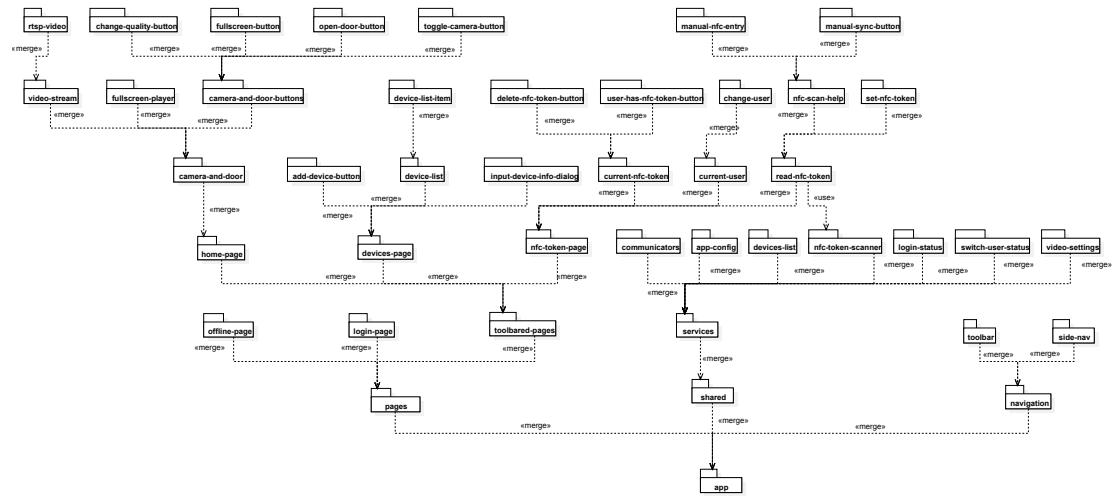 rtsp-video
change-quality-button
fullscreen-button
open-door-button
toggle-camera-button
manual-nfc-entry
manual-sync-button
«merge»
«merge»
«merge»
«merge»
«merge»
«merge»
«merge»
video-stream
fullscreen-player
camera-and-door-buttons
device-list-item
delete-nfc-token-button
user-has-nfc-token-button
change-user
nfc-scan-help
set-nfc-token
«merge»
«merge»
«merge»
«merge»
«merge»
«merge»
«merge»
«merge»
«merge»
camera-and-door
add-device-button
device-list
input-device-info-dialog
current-nfc-token
current-user
read-nfc-token
«merge»
«merge»
«merge»
«merge»
«merge»
«merge»
«merge»
«use»
home-page
devices-page
nfc-token-page
communicators
app-config
devices-list
nfc-token-scanner
login-status
switch-user-status
video-settings
«merge»
«merge»
«merge»
«merge»
«merge»
«merge»
«merge»
«merge»
«merge»
«merge»
offline-page
login-page
toolbared-pages
services
toolbar
side-nav
«merge»
«merge»
«merge»
«merge»
«merge»
«merge»
pages
shared
navigation
«merge»
«merge»
«merge»
app